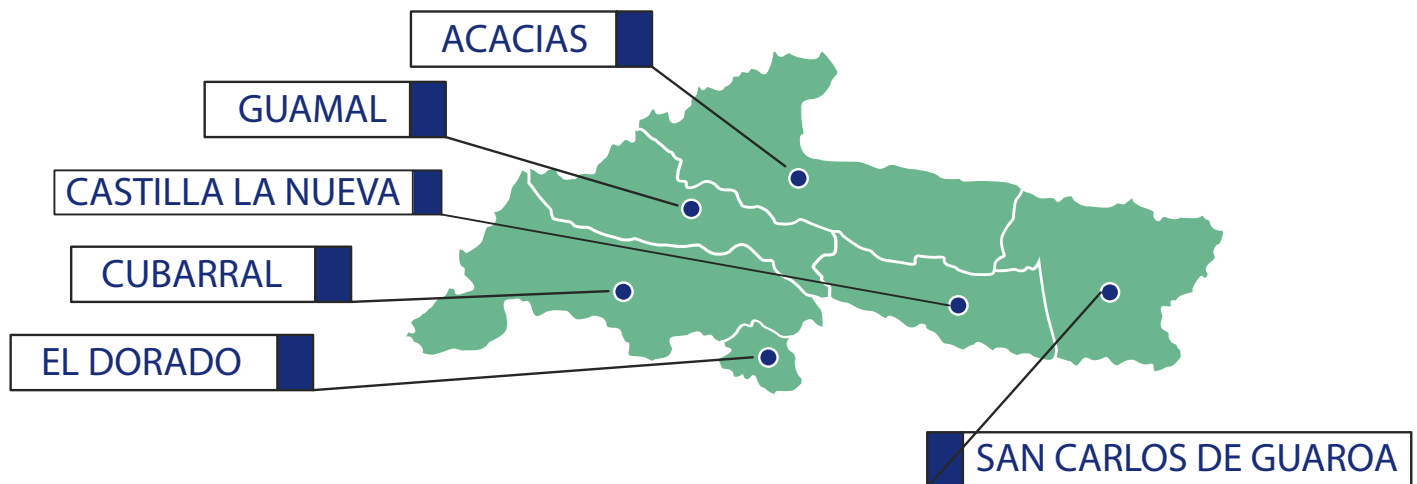 ACACIAS
GUAMAL
CASTILLA LA NUEVA
CUBARRAL
EL DORADO
SAN CARLOS DE GUAROA